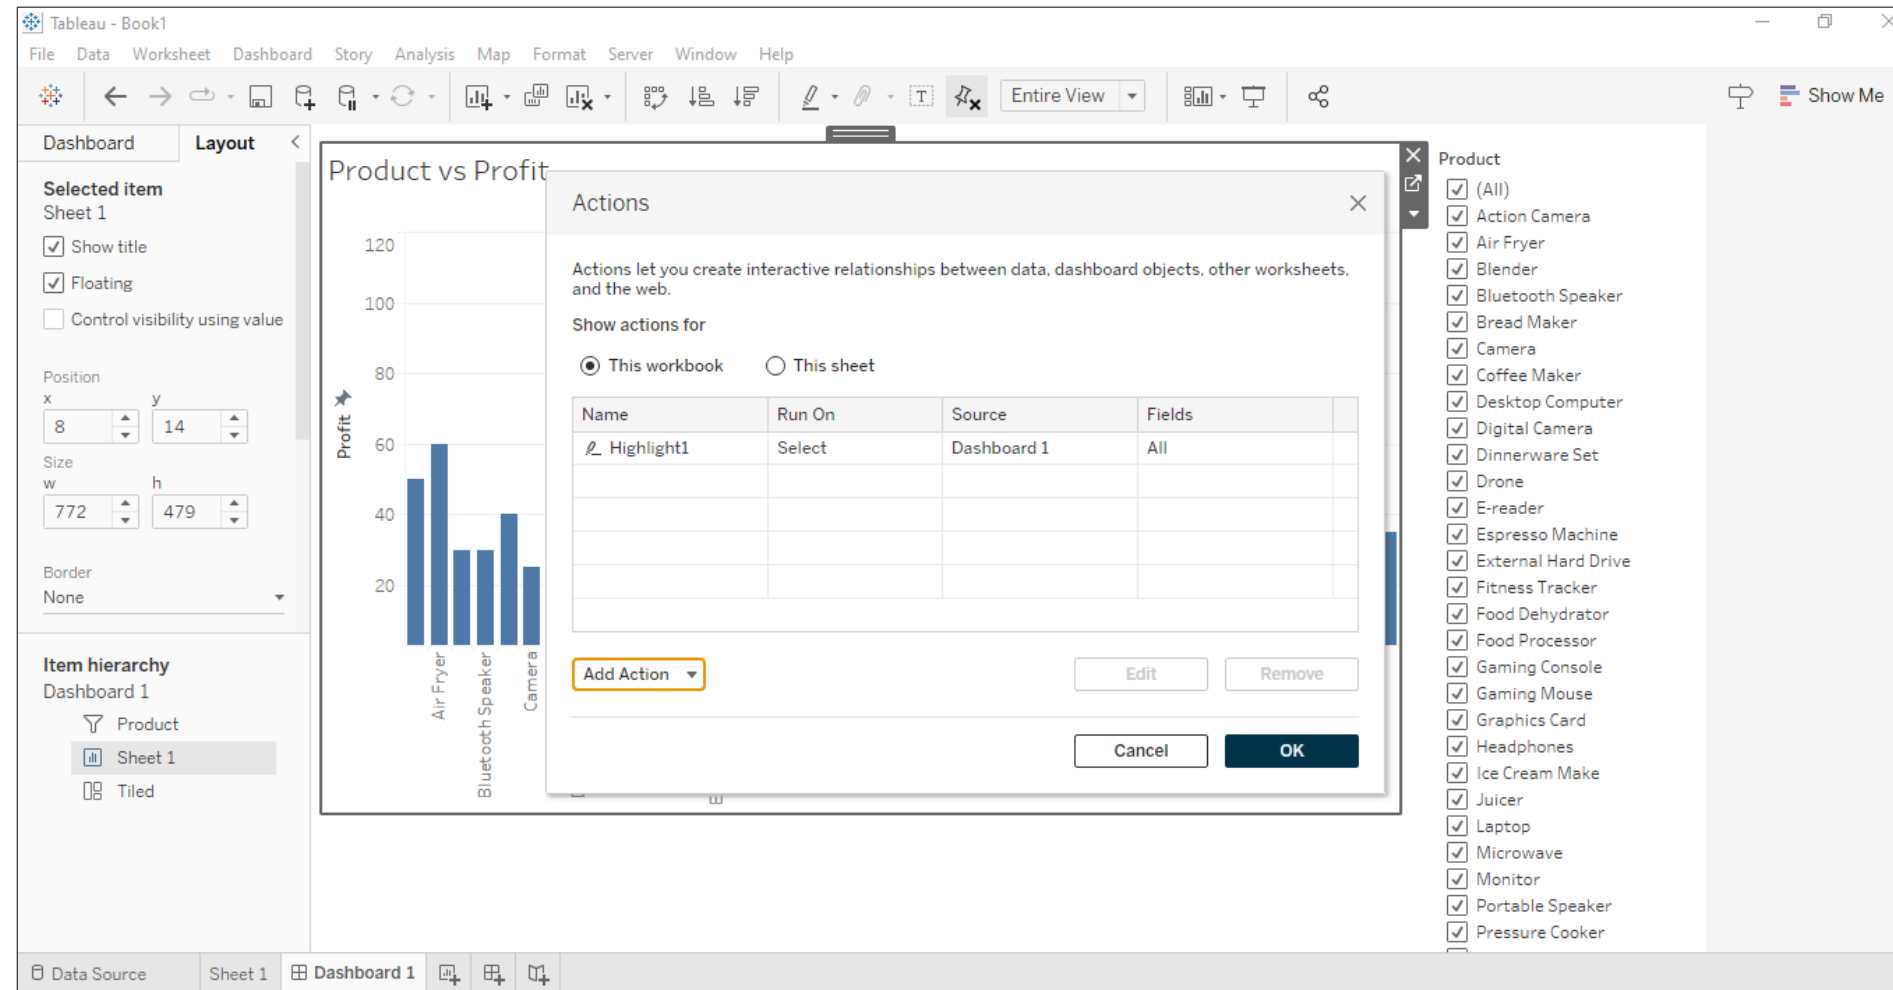 Tableau - Book1
File Data Worksheet Dashboard Story Analysis Map Format Server Window Help
Entire View
Show Me
Dashboard Layout
Selected item
Sheet 1
Show title
Floating
Control visibility using value
Position
x y
8 14
Size
w h
772 479
Border
None
Item hierarchy
Dashboard 1
Product
Sheet 1
Tiled
Product vs Profit
120
100
80
60
40
20
Profit
Air Fryer
Bluetooth Speaker
Camera
Actions
Actions let you create interactive relationships between data, dashboard objects, other worksheets,
and the web.
Show actions for
This workbook This sheet
Name Run On Source Fields
Highlight1 Select Dashboard 1 All
Add Action Edit Remove
Cancel OK
Product
(All)
Action Camera
Air Fryer
Blender
Bluetooth Speaker
Bread Maker
Camera
Coffee Maker
Desktop Computer
Digital Camera
Dinnerware Set
Drone
E-reader
Espresso Machine
External Hard Drive
Fitness Tracker
Food Dehydrator
Food Processor
Gaming Console
Gaming Mouse
Graphics Card
Headphones
Ice Cream Make
Juicer
Laptop
Microwave
Monitor
Portable Speaker
Pressure Cooker
Data Source Sheet 1 Dashboard 1